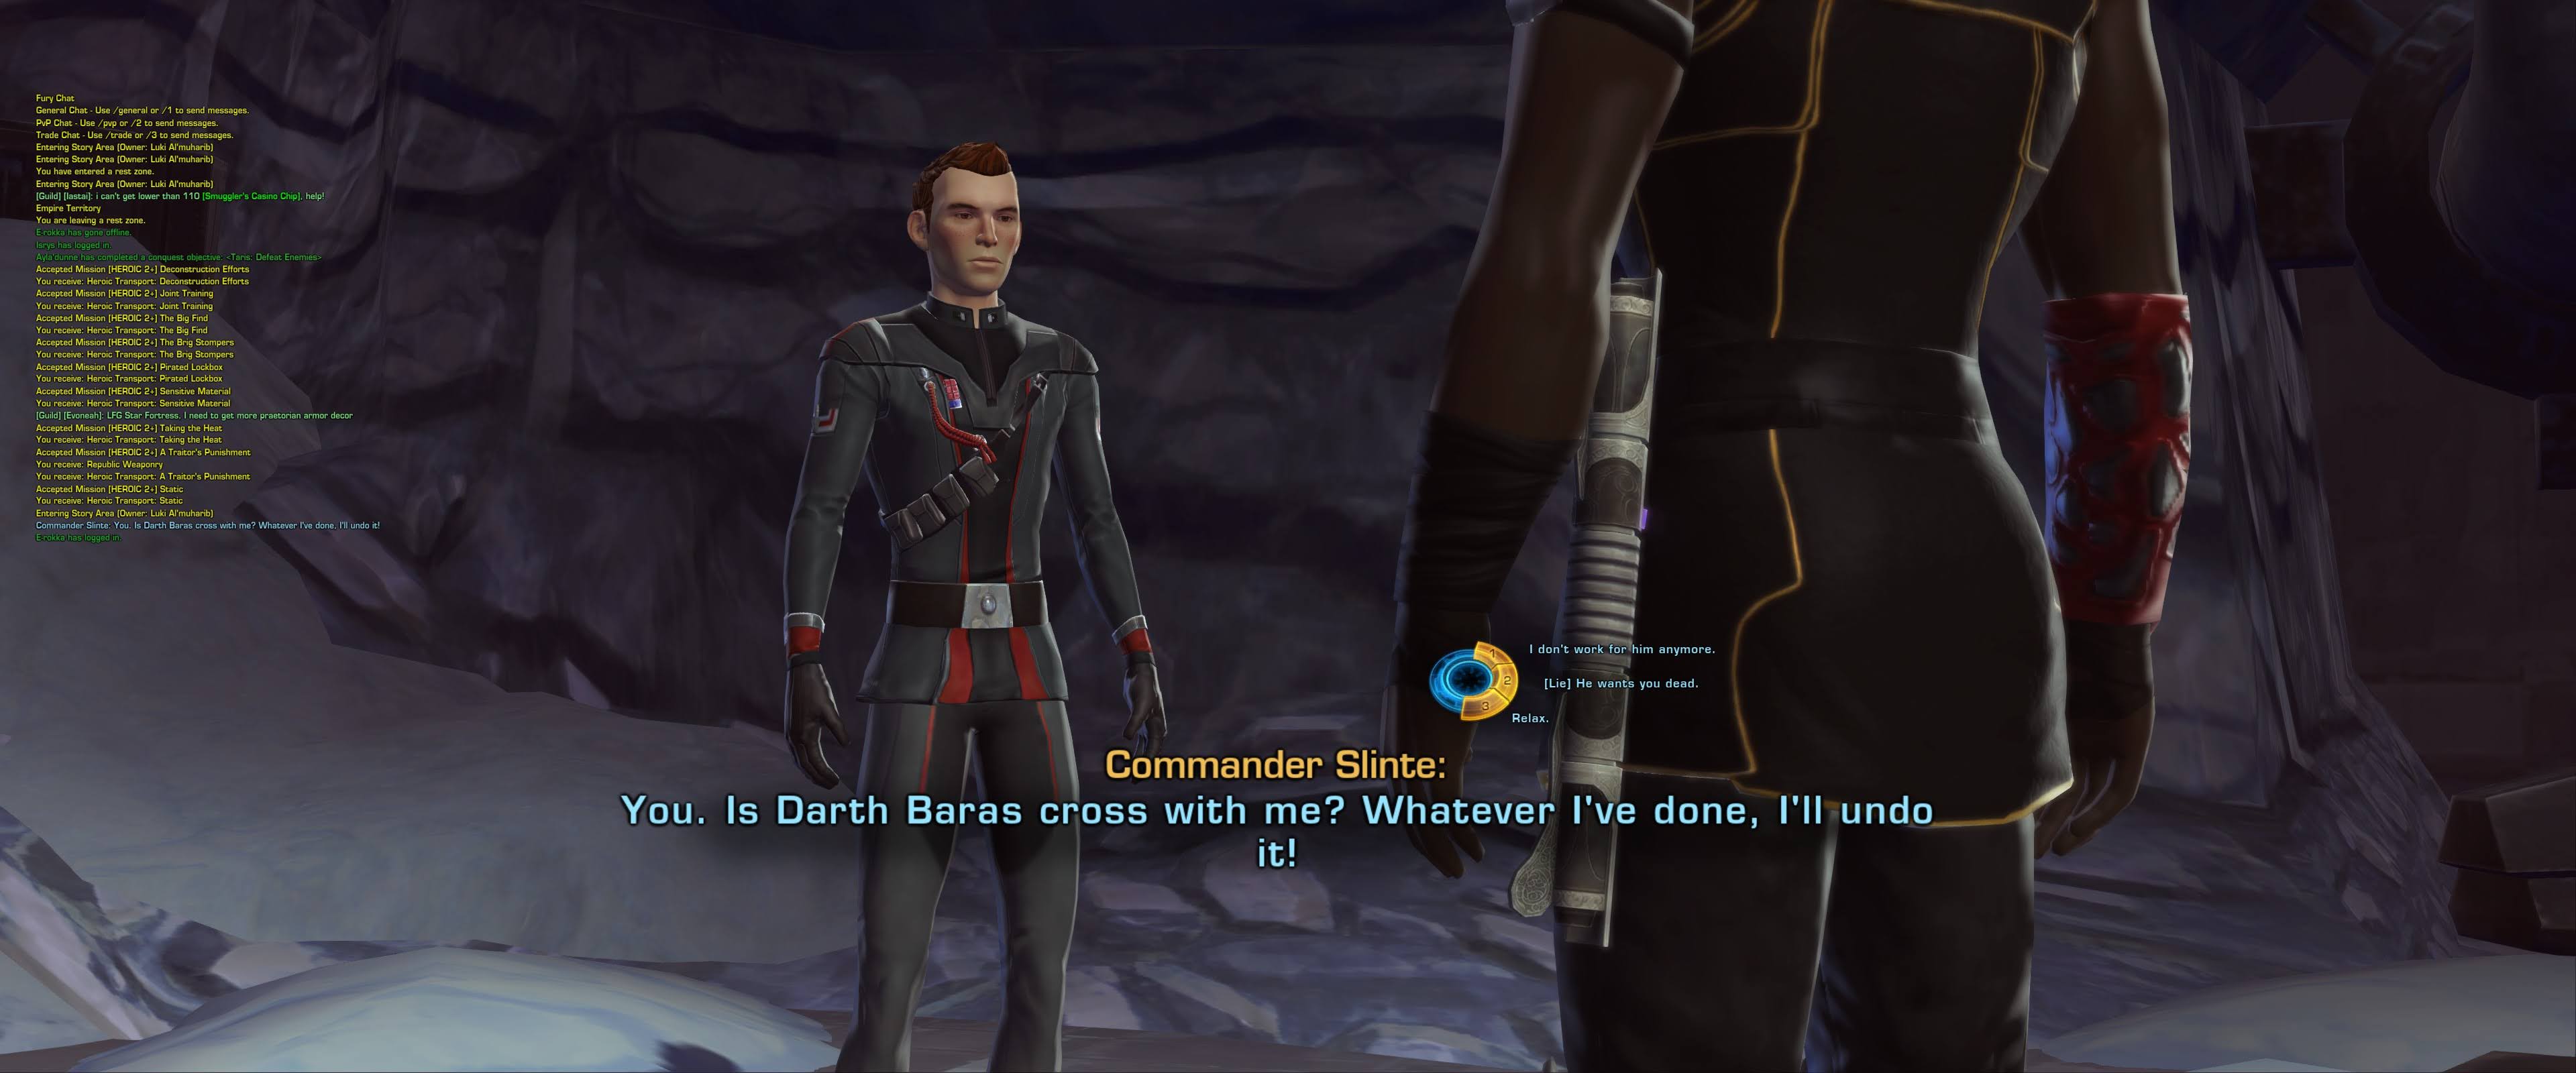 Fury Chat
General Chat - Use /general or /1 to send messages.
PvP Chat - Use /pvp or /2 to send messages.
Trade Chat - Use /trade or /3 to send messages.
Entering Story Area (Owner: Luki Al'muharib)
Entering Story Area (Owner: Luki Al'muharib)
You have entered a rest zone.
Entering Story Area (Owner: Luki Al'muharib)
[Guild] [Iastai]: i can't get lower than 110 [Smuggler's Casino Chip], help!
Empire Territory
You are leaving a rest zone.
E-rokka has gone offline.
Isrys has logged in.
Ayla'dunne has completed a conquest objective: <Taris: Defeat Enemies>
Accepted Mission [HEROIC 2+] Deconstruction Efforts
You receive: Heroic Transport: Deconstruction Efforts
Accepted Mission [HEROIC 2+] Joint Training
You receive: Heroic Transport: Joint Training
Accepted Mission [HEROIC 2+] The Big Find
You receive: Heroic Transport: The Big Find
Accepted Mission [HEROIC 2+] The Brig Stompers
You receive: Heroic Transport: The Brig Stompers
Accepted Mission [HEROIC 2+] Pirated Lockbox
You receive: Heroic Transport: Pirated Lockbox
Accepted Mission [HEROIC 2+] Sensitive Material
You receive: Heroic Transport: Sensitive Material
[Guild] [Evoneah]: LFG Star Fortress. I need to get more praetorian armor decor
Accepted Mission [HEROIC 2+] Taking the Heat
You receive: Heroic Transport: Taking the Heat
Accepted Mission [HEROIC 2+] A Traitor's Punishment
You receive: Republic Weaponry
You receive: Heroic Transport: A Traitor's Punishment
Accepted Mission [HEROIC 2+] Static
You receive: Heroic Transport: Static
Entering Story Area (Owner: Luki Al'muharib)
Commander Slinte: You. Is Darth Baras cross with me? Whatever I've done, I'll undo it!
E-rokka has logged in.
1 I don't work for him anymore.
2 [Lie] He wants you dead.
3 Relax.
Commander Slinte:
You. Is Darth Baras cross with me? Whatever I've done, I'll undo
it!